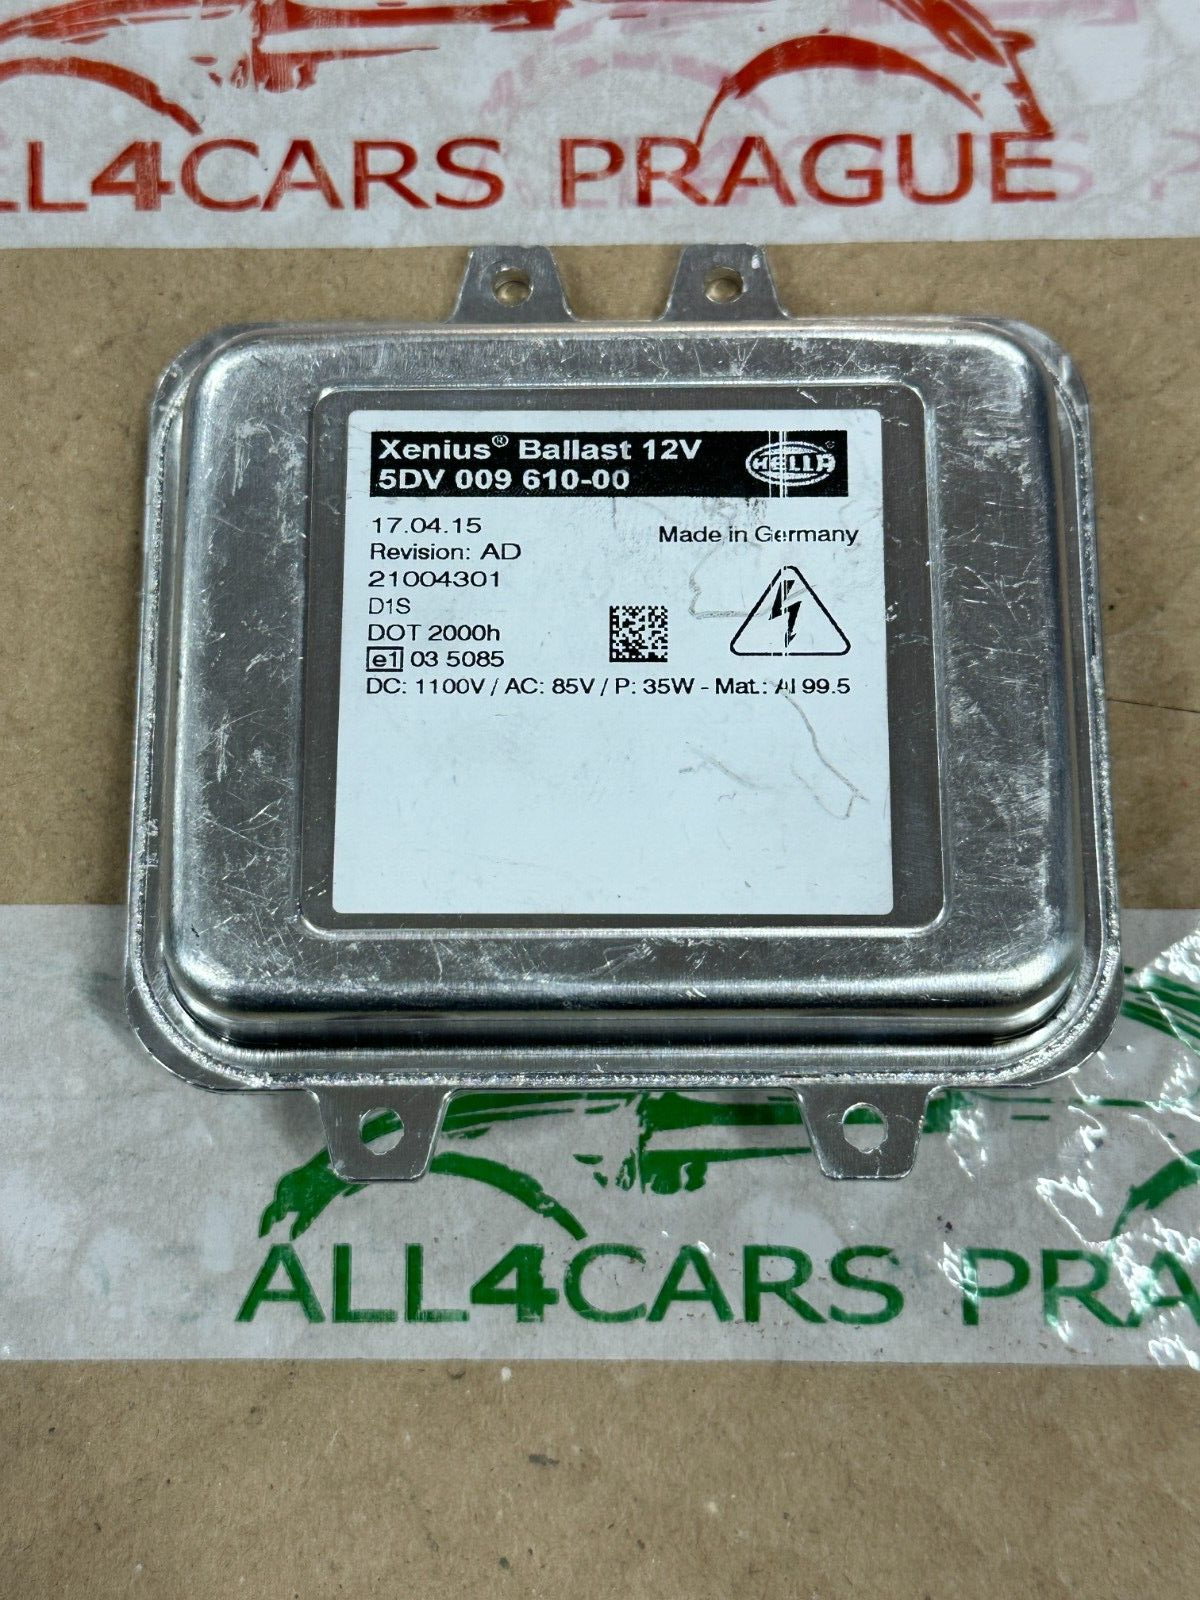 LL4CARS PRAGUE
Xenius® Ballast 12V
5DV 009 610-00
HELLA
17.04.15
Made in Germany
Revision: AD
21004301
D1S
DOT 2000h
e1 03 5085
DC: 1100V / AC: 85V / P: 35W - Mat.: Al 99.5
ALL4CARS PRA